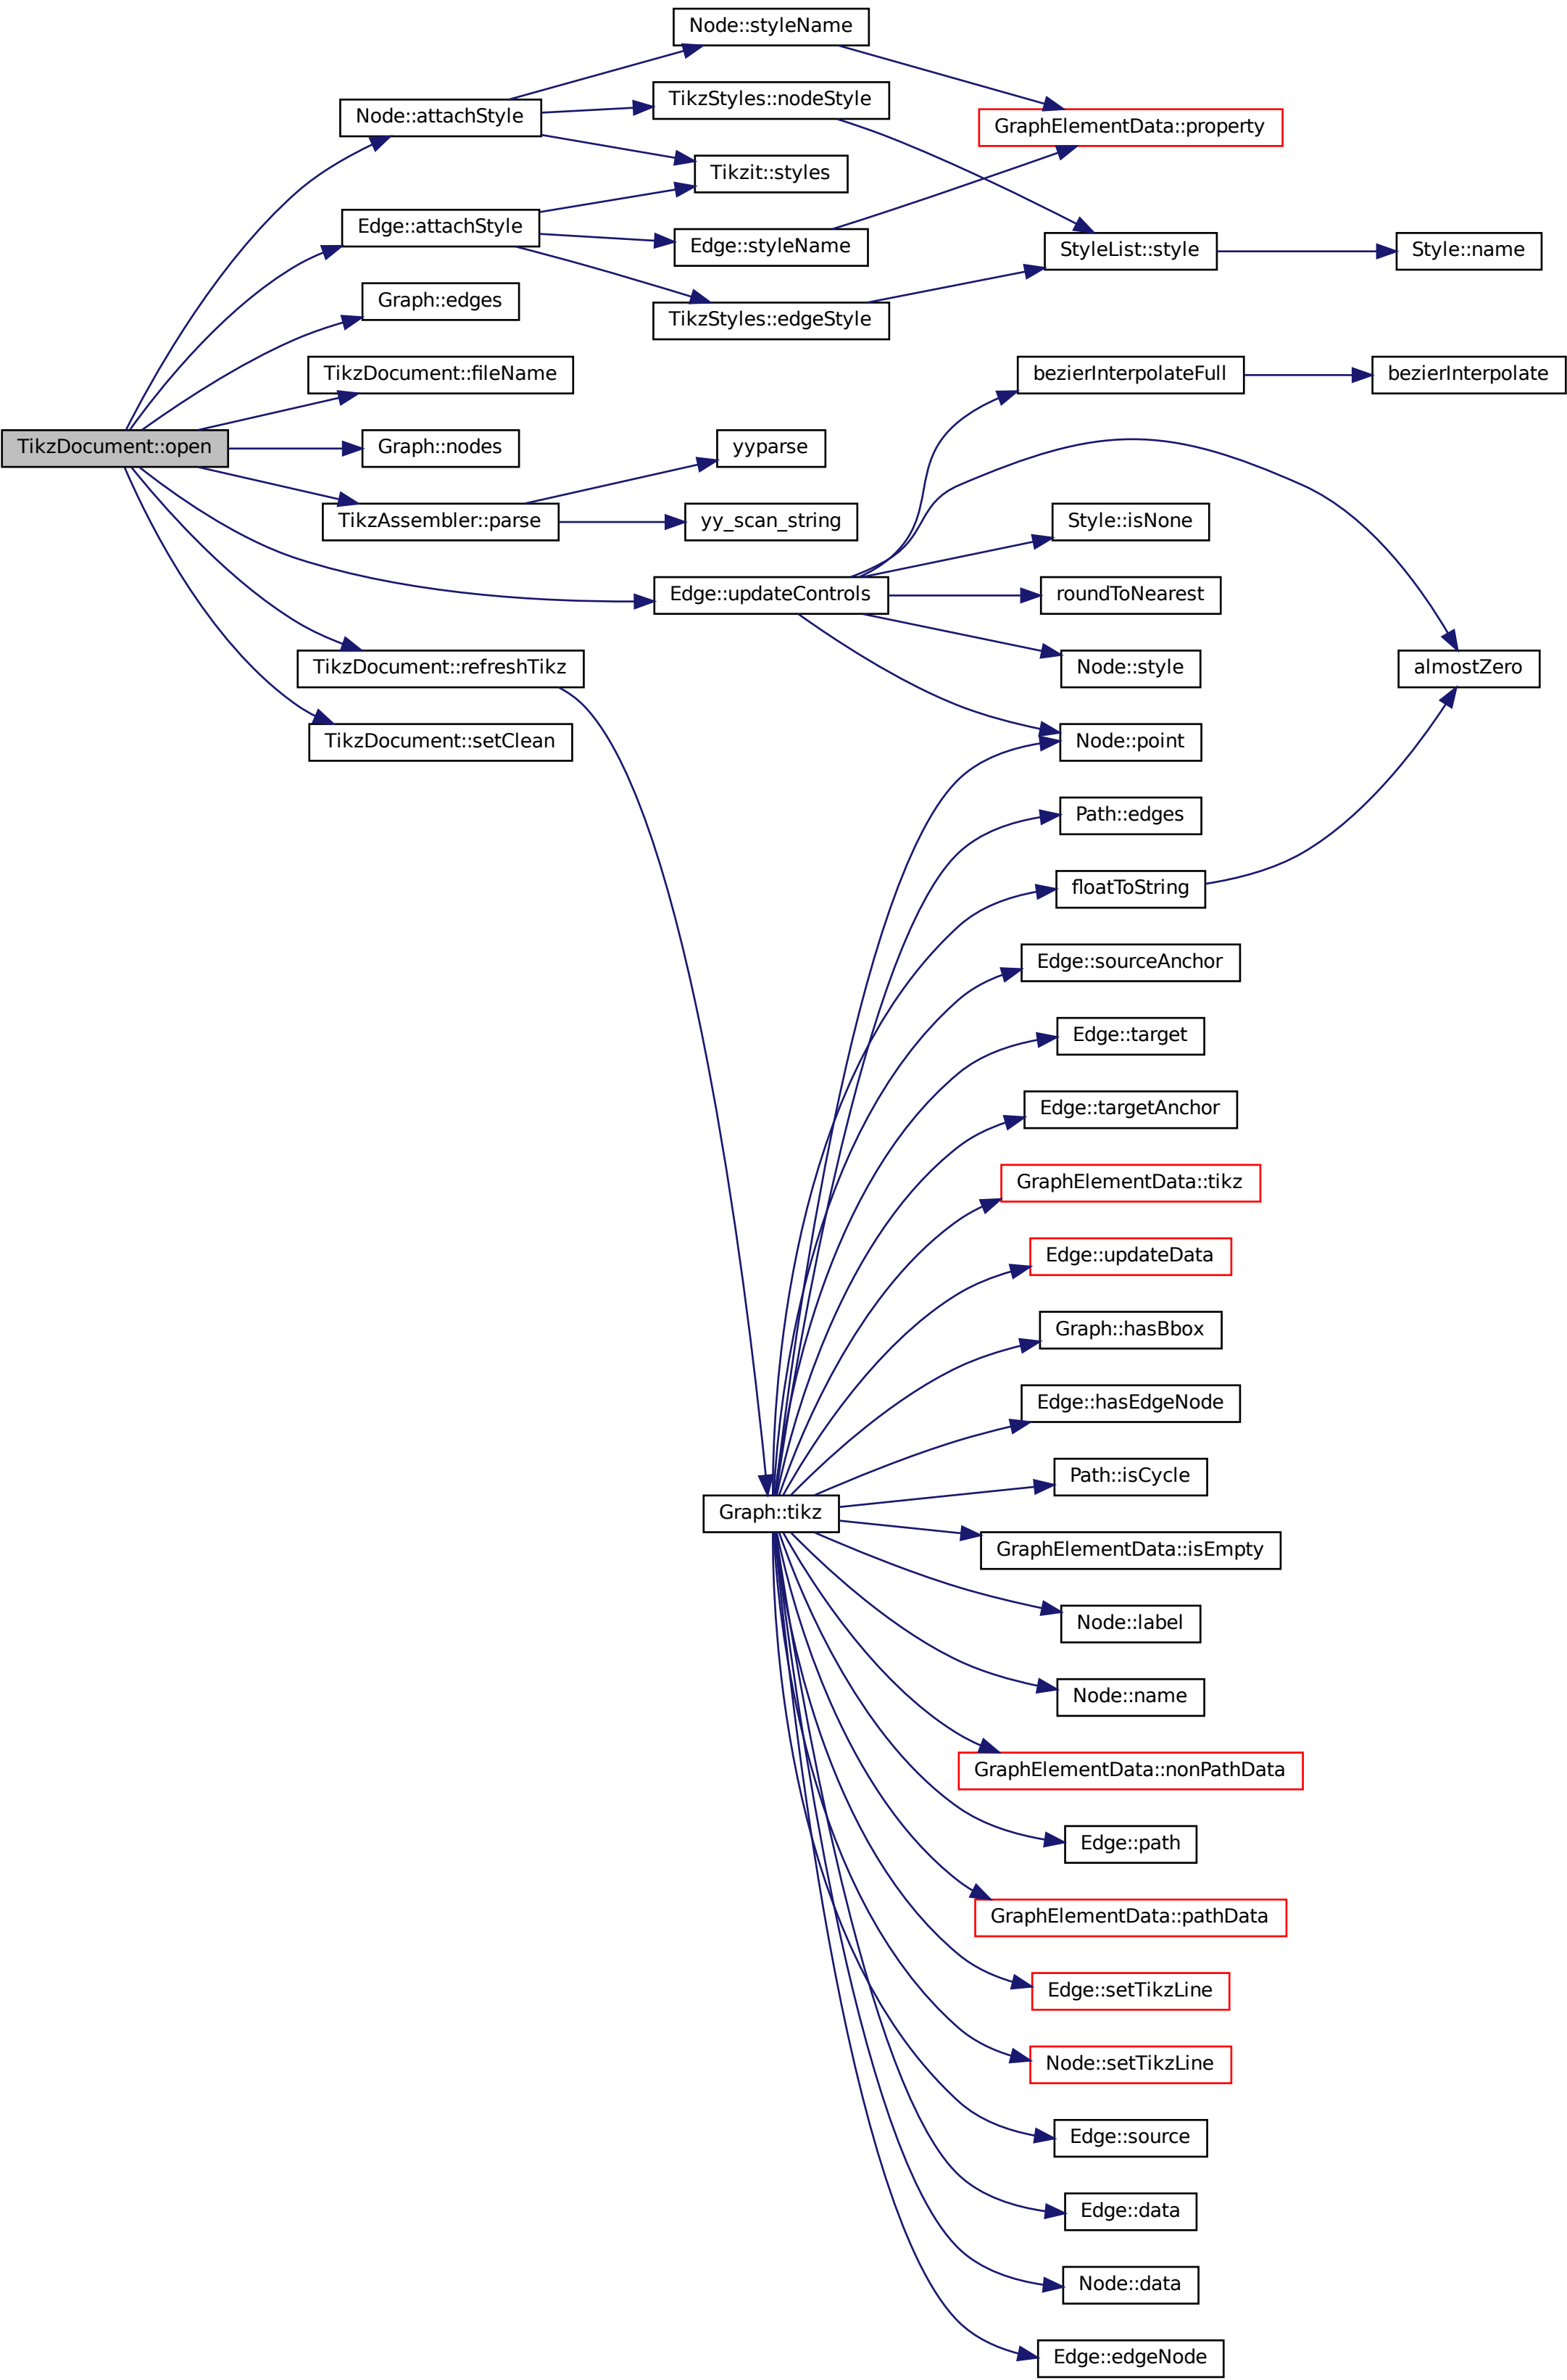 Node::styleName
TikzStyles::nodeStyle
Node::attachStyle
GraphElementData::property
Tikzit::styles
Edge::attachStyle
Edge::styleName
StyleList::style
Style::name
Graph::edges
TikzStyles::edgeStyle
TikzDocument::fileName
bezierInterpolateFull
bezierInterpolate
TikzDocument::open
Graph::nodes
yyparse
TikzAssembler::parse
yy_scan_string
Style::isNone
Edge::updateControls
roundToNearest
TikzDocument::refreshTikz
Node::style
almostZero
TikzDocument::setClean
Node::point
Path::edges
floatToString
Edge::sourceAnchor
Edge::target
Edge::targetAnchor
GraphElementData::tikz
Edge::updateData
Graph::hasBbox
Edge::hasEdgeNode
Path::isCycle
Graph::tikz
GraphElementData::isEmpty
Node::label
Node::name
GraphElementData::nonPathData
Edge::path
GraphElementData::pathData
Edge::setTikzLine
Node::setTikzLine
Edge::source
Edge::data
Node::data
Edge::edgeNode